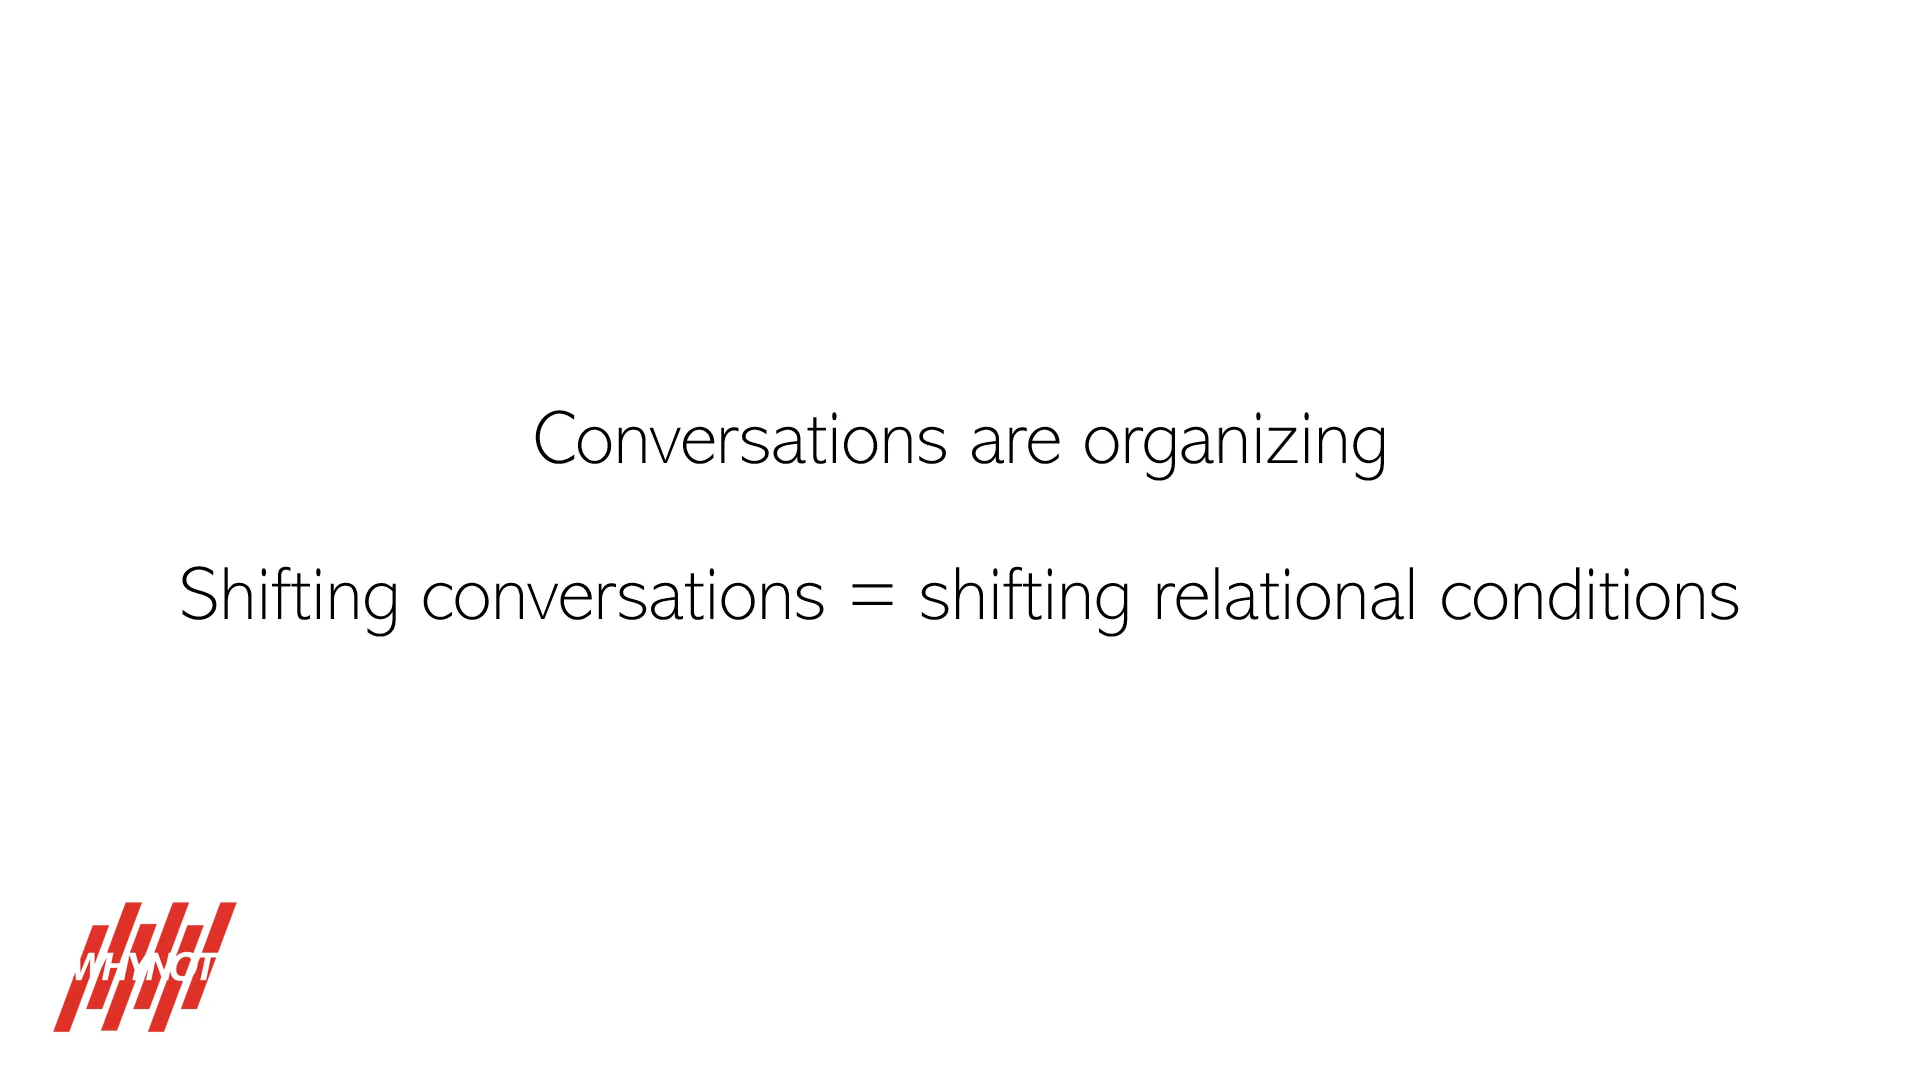 Conversations are organizing
Shifting conversations = shifting relational conditions
WHYNOT